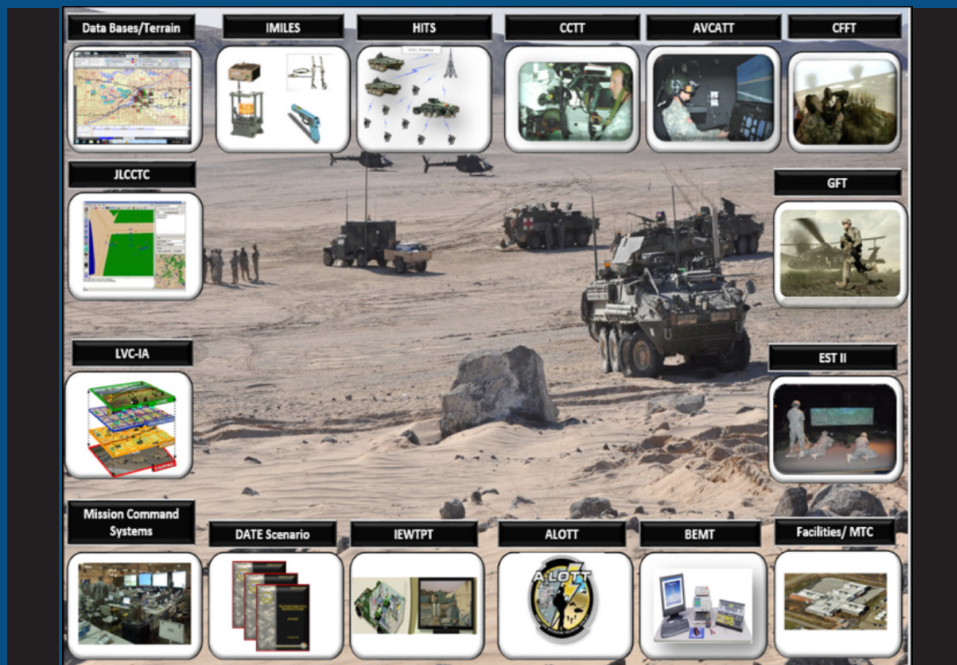 Data Bases/Terrain
IMILES
HITS
CCTT
AVCATT
CFFT
JLCCTC
GFT
LVC-IA
EST II
Mission Command
Systems
DATE Scenario
IEWTPT
ALOTT
BEMT
Facilities/ MTC
A-LOTT